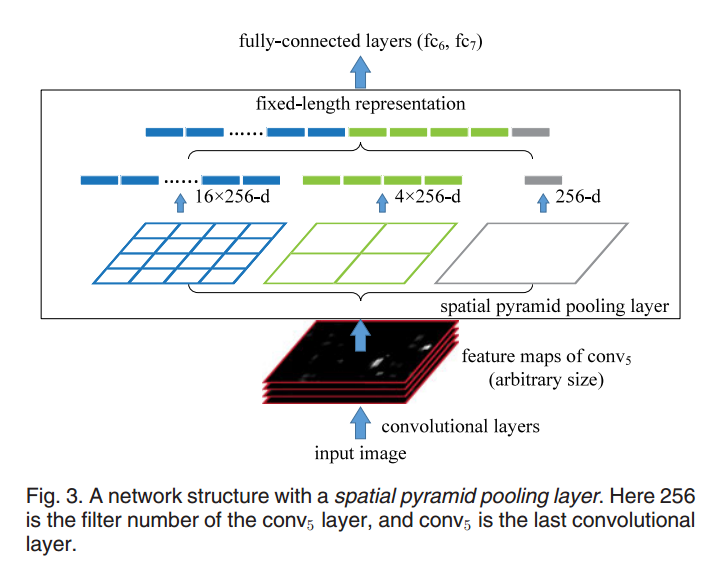 fully-connected layers (fc₆, fc₇)
fixed-length representation
......
......
16×256-d
4×256-d
256-d
spatial pyramid pooling layer
feature maps of conv₅
(arbitrary size)
convolutional layers
input image
Fig. 3. A network structure with a spatial pyramid pooling layer. Here 256
is the filter number of the conv₅ layer, and conv₅ is the last convolutional
layer.